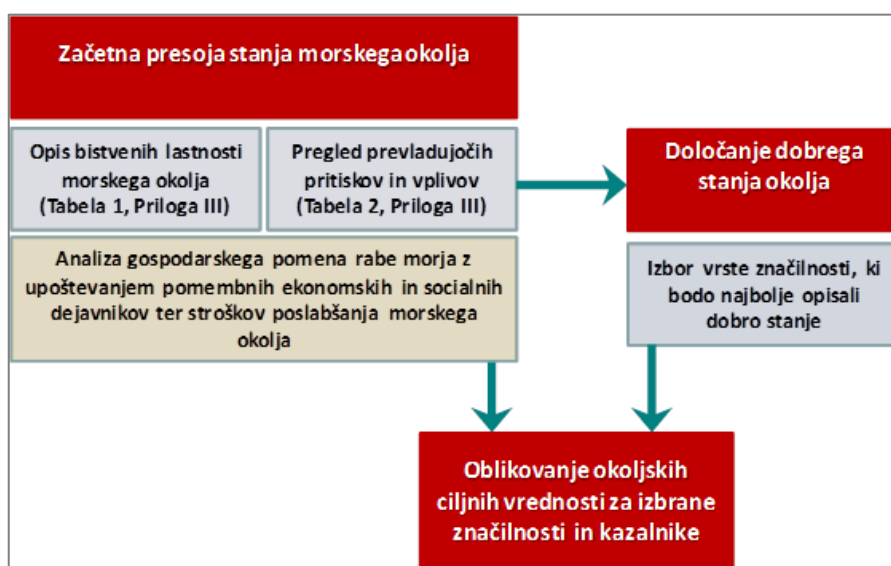 Začetna presoja stanja morskega okolja
Opis bistvenih lastnosti
morskega okolja
(Tabela 1, Priloga III)
Pregled prevladujočih
pritiskov in vplivov
(Tabela 2, Priloga III)
Analiza gospodarskega pomena rabe morja z
upoštevanjem pomembnih ekonomskih in socialnih
dejavnikov ter stroškov poslabšanja morskega
okolja
Določanje dobrega
stanja okolja
Izbor vrste značilnosti, ki
bodo najbolje opisali
dobro stanje
Oblikovanje okoljskih
ciljnih vrednosti za izbrane
značilnosti in kazalnike